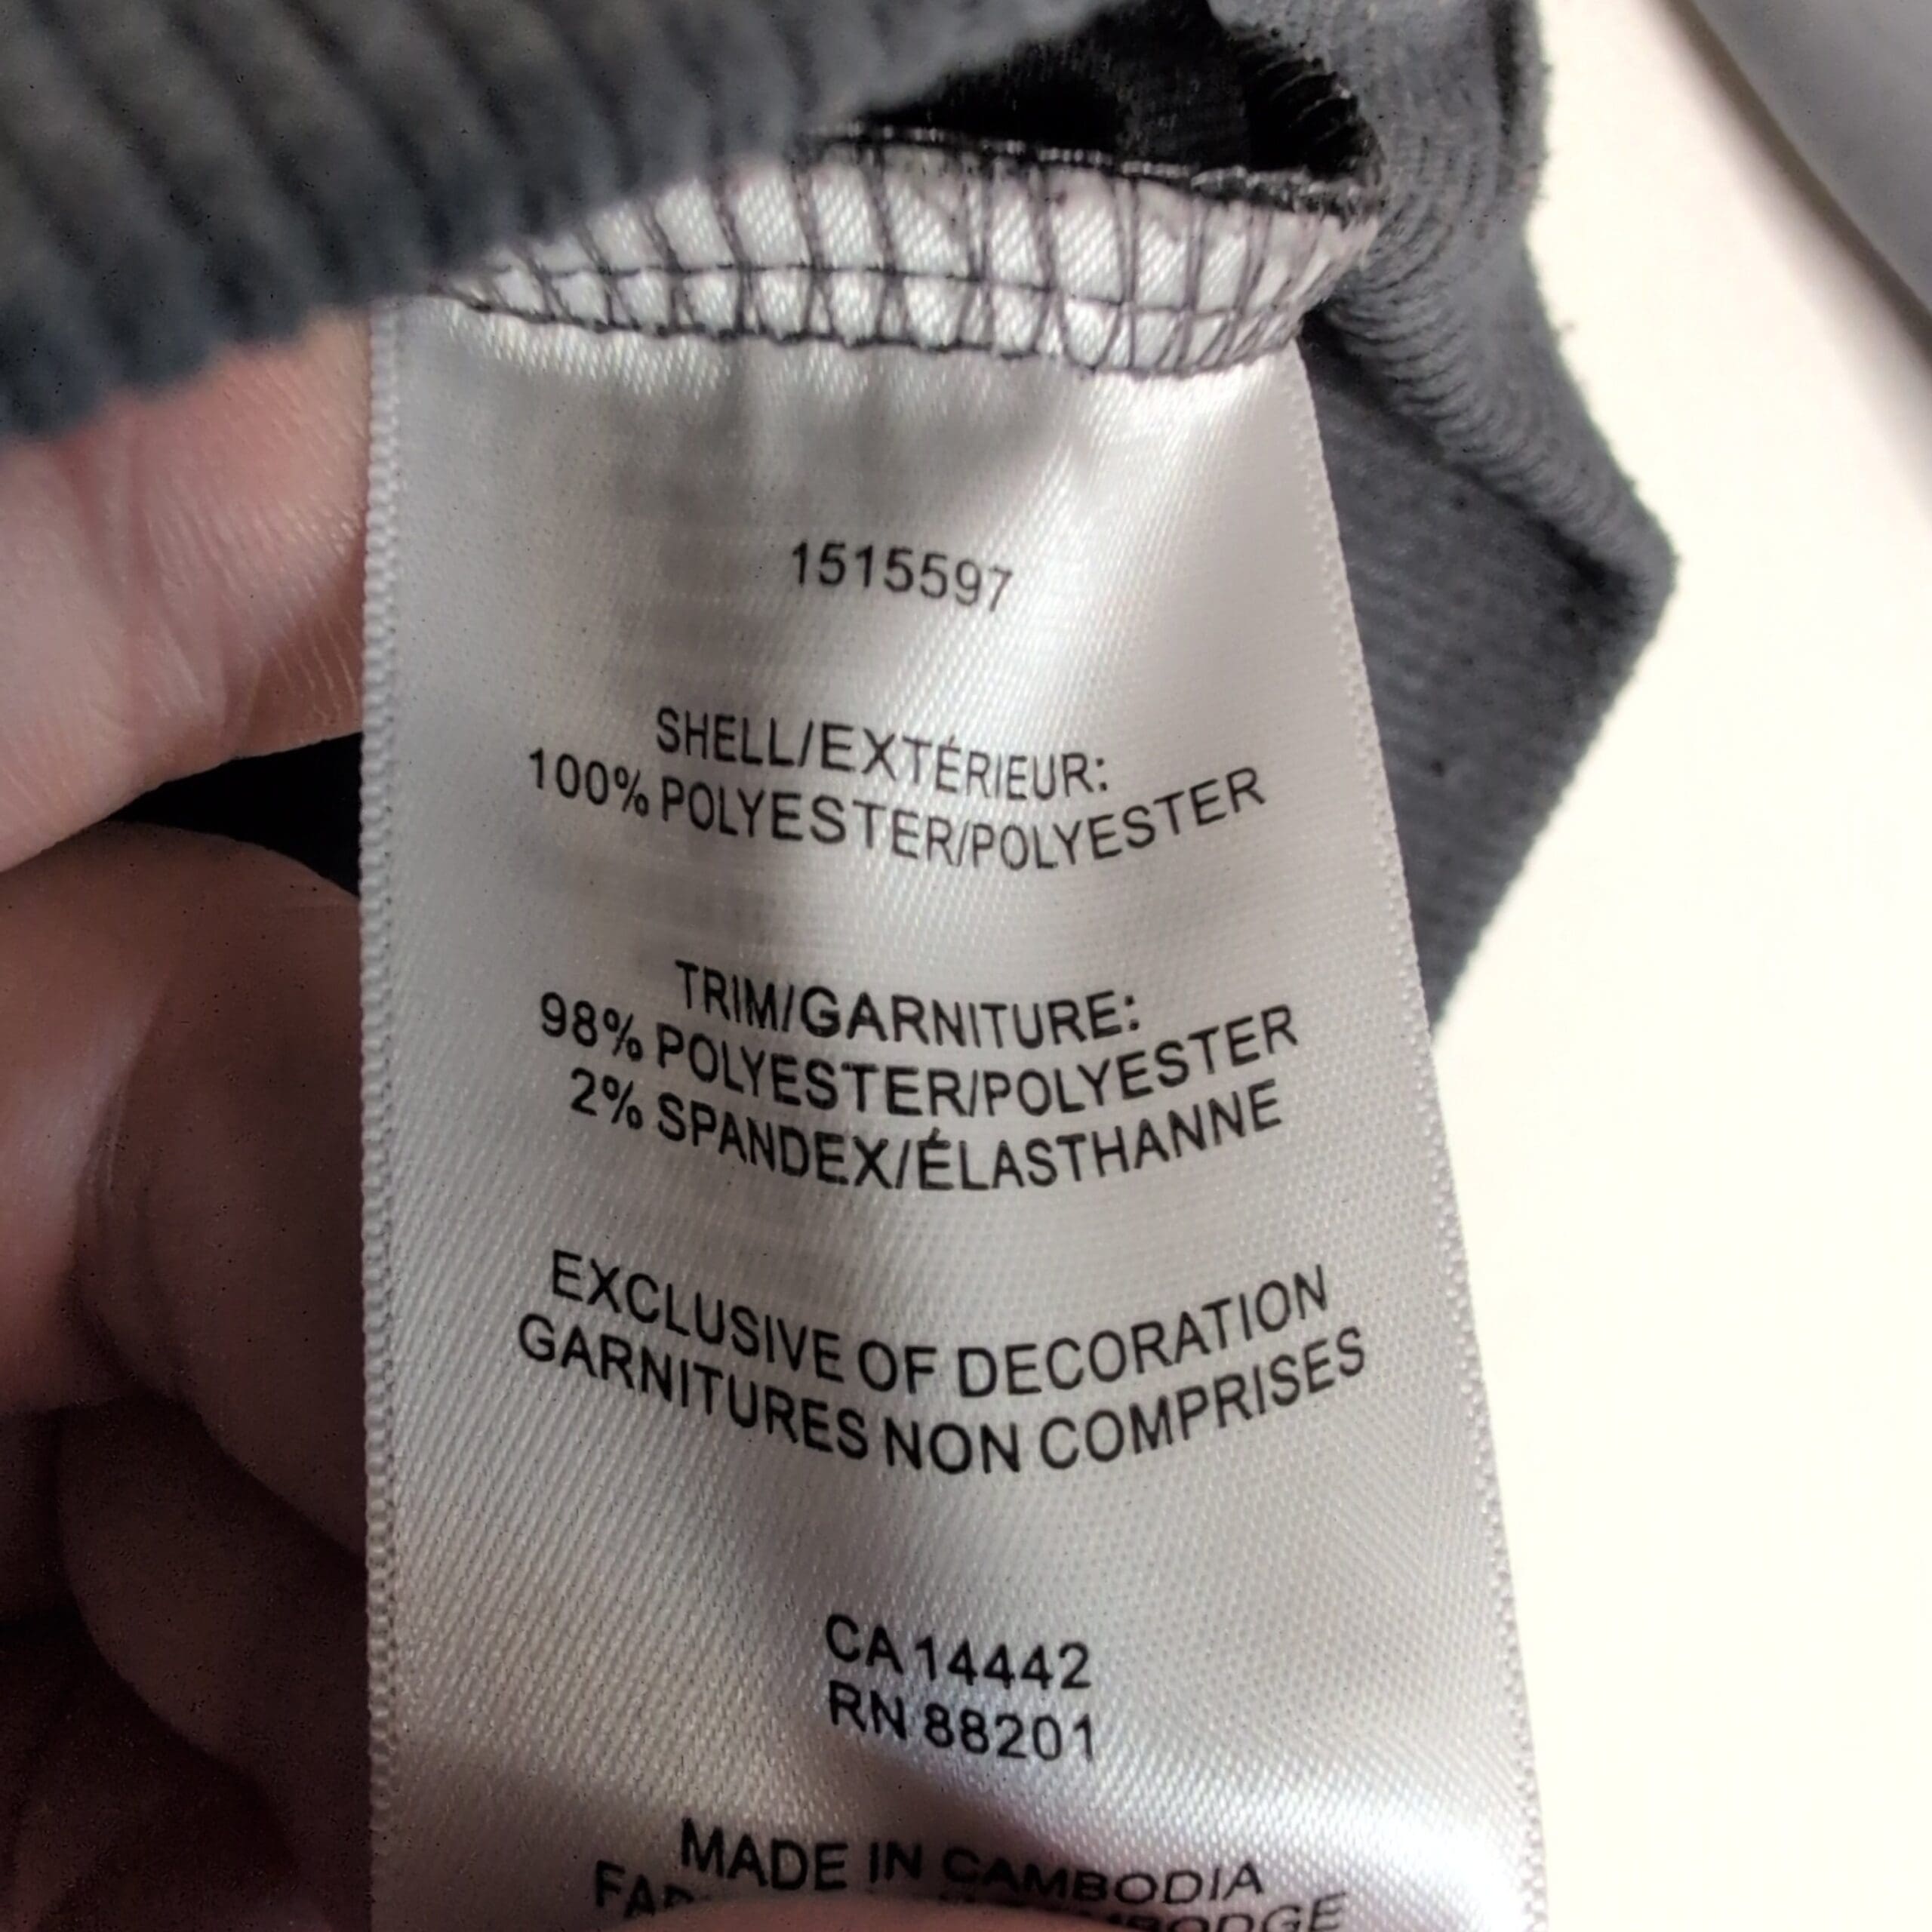 1515597
SHELL/EXTÉRIEUR:
100% POLYESTER/POLYESTER
TRIM/GARNITURE:
98% POLYESTER/POLYESTER
2% SPANDEX/ÉLASTHANNE
EXCLUSIVE OF DECORATION
GARNITURES NON COMPRISES
CA 14442
RN 88201
MADE IN CAMBODIA